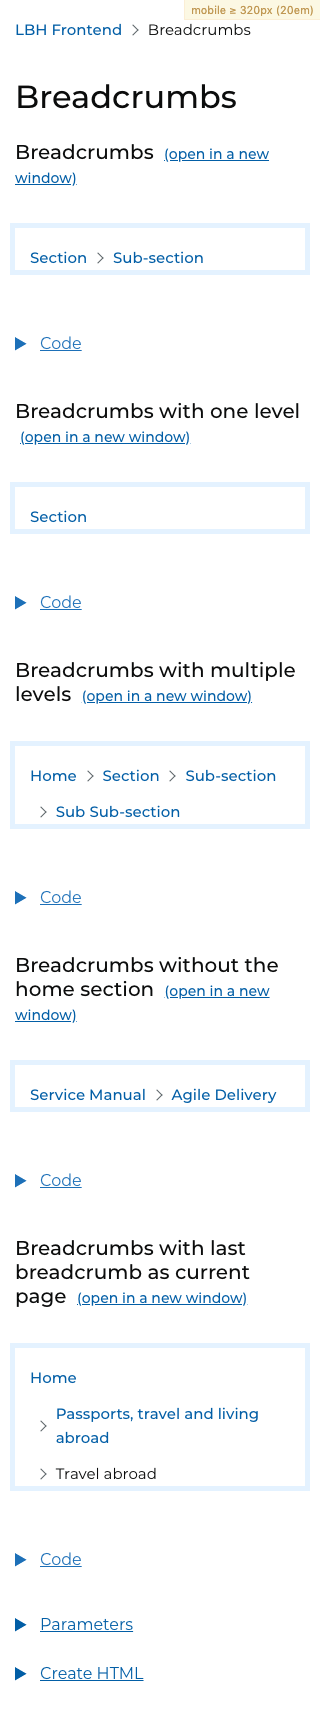 mobile ≥ 320px (20em)
LBH Frontend > Breadcrumbs
Breadcrumbs
Breadcrumbs (open in a new
window)
Section > Sub-section
Code
Breadcrumbs with one level
(open in a new window)
Section
Code
Breadcrumbs with multiple
levels (open in a new window)
Home > Section > Sub-section
> Sub Sub-section
Code
Breadcrumbs without the
home section (open in a new
window)
Service Manual > Agile Delivery
Code
Breadcrumbs with last
breadcrumb as current
page (open in a new window)
Home
> Passports, travel and living
abroad
> Travel abroad
Code
Parameters
Create HTML